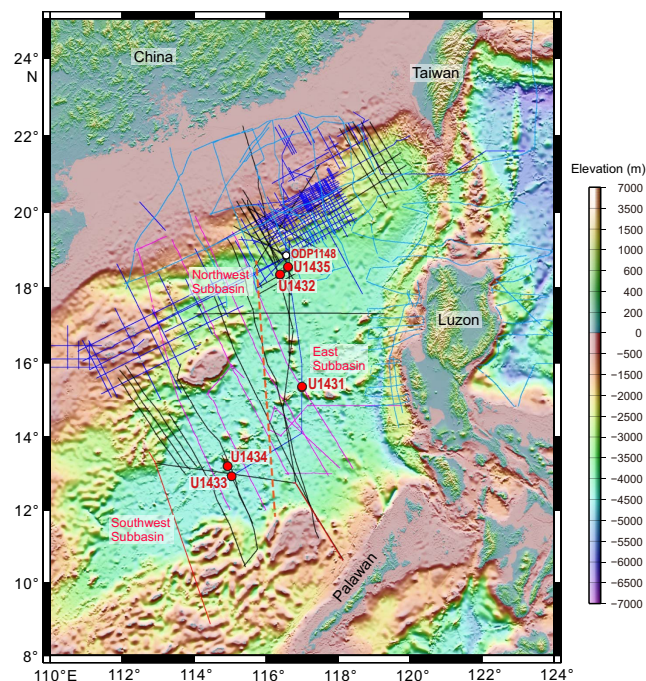 China
Taiwan
24°
N
22°
20°
18°
16°
14°
12°
10°
8°
ODP1148
U1435
U1432
Northwest
Subbasin
Luzon
East
Subbasin
U1431
U1434
U1433
Southwest
Subbasin
Palawan
110°E
112°
114°
116°
118°
120°
122°
124°
Elevation (m)
7000
3500
1500
1000
600
400
200
0
-500
-1500
-2000
-2500
-3000
-3500
-4000
-4500
-5000
-5500
-6000
-6500
-7000